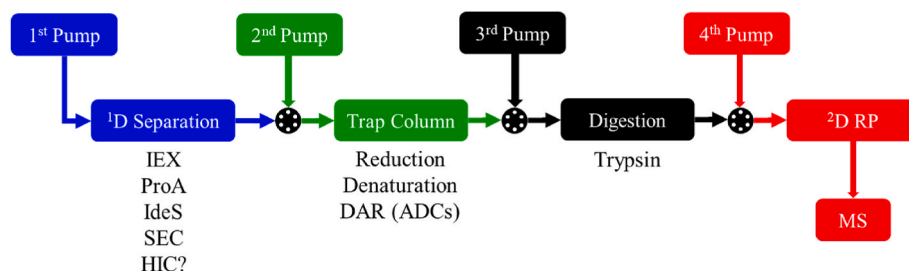 1st Pump
2nd Pump
3rd Pump
4th Pump
1D Separation
Trap Column
Digestion
2D RP
IEX
ProA
IdeS
SEC
HIC?
Reduction
Denaturation
DAR (ADCs)
Trypsin
MS